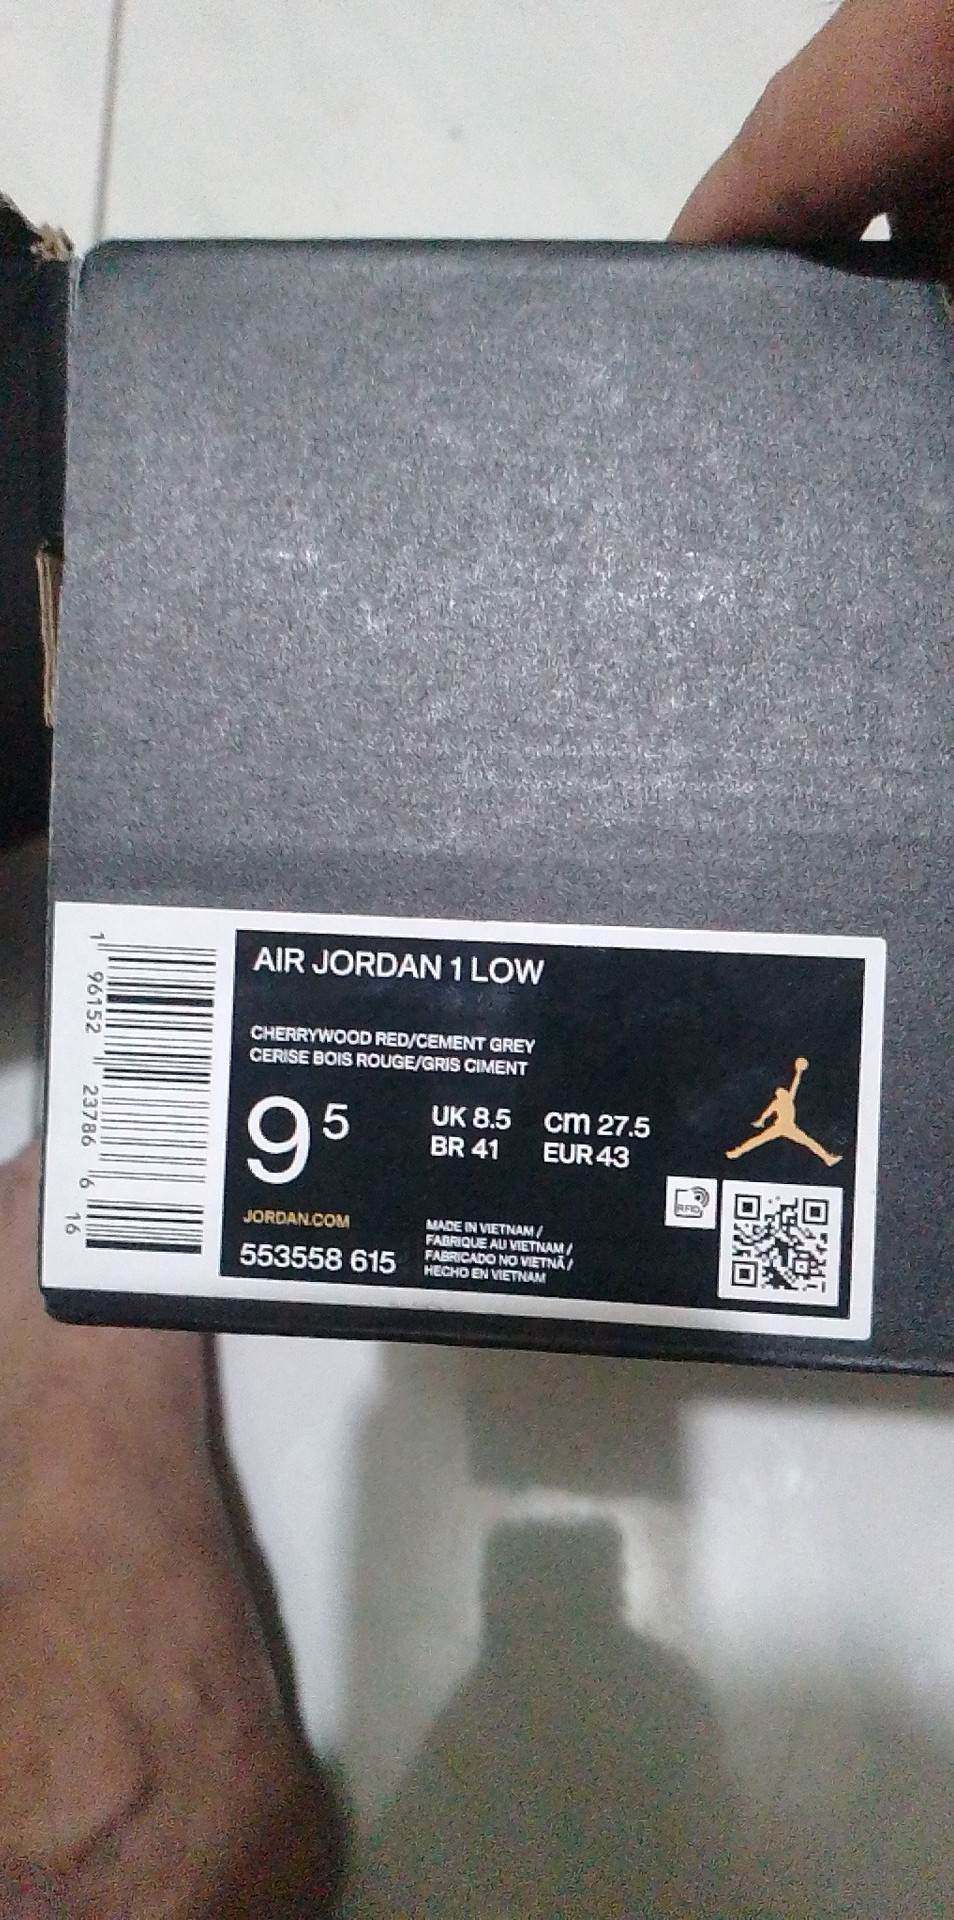 AIR JORDAN 1 LOW
CHERRYWOOD RED/CEMENT GREY
CERISE BOIS ROUGE/GRIS CIMENT
9 5
UK 8.5 cm 27.5
BR 41 EUR 43
JORDAN.COM
553558 615
MADE IN VIETNAM /
FABRIQUE AU VIETNAM /
FABRICADO NO VIETNÃ /
HECHO EN VIETNAM
RFID
1 96152 23786 6 16